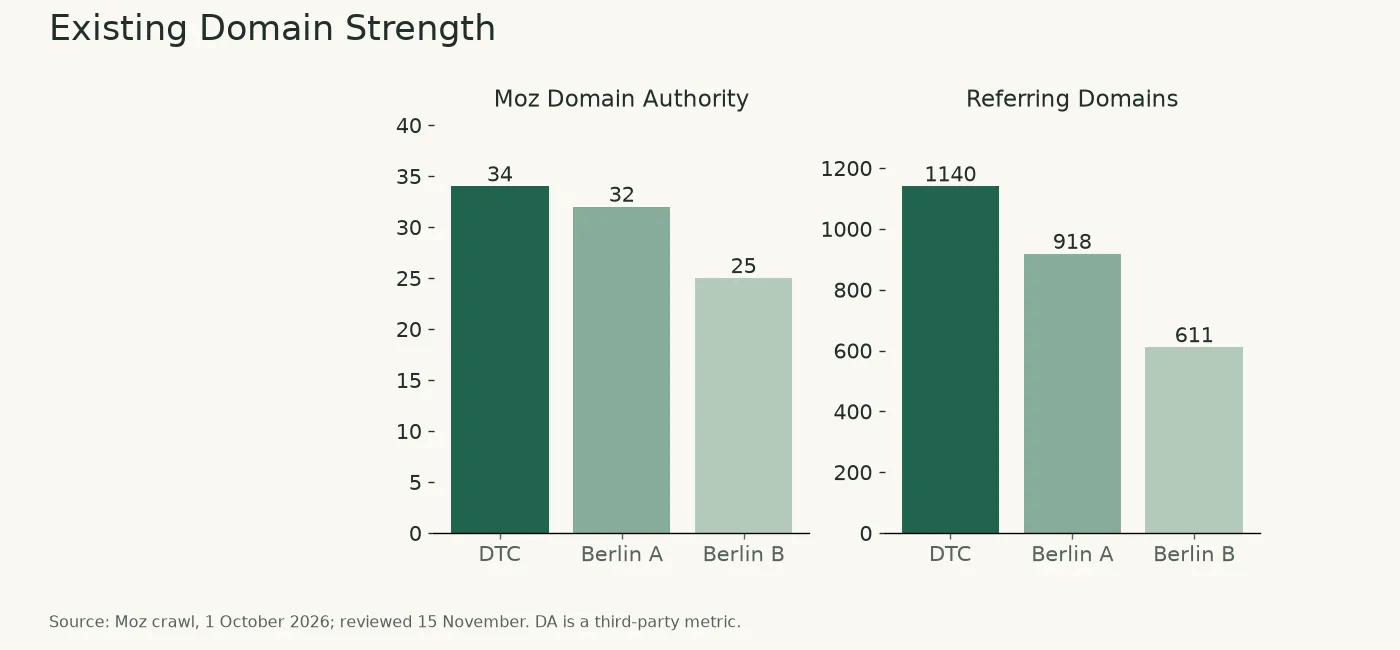 Existing Domain Strength
Moz Domain Authority
40
35
30
25
20
15
10
5
0
34
32
25
DTC
Berlin A
Berlin B
Referring Domains
1200
1000
800
600
400
200
0
1140
918
611
DTC
Berlin A
Berlin B
Source: Moz crawl, 1 October 2026; reviewed 15 November. DA is a third-party metric.